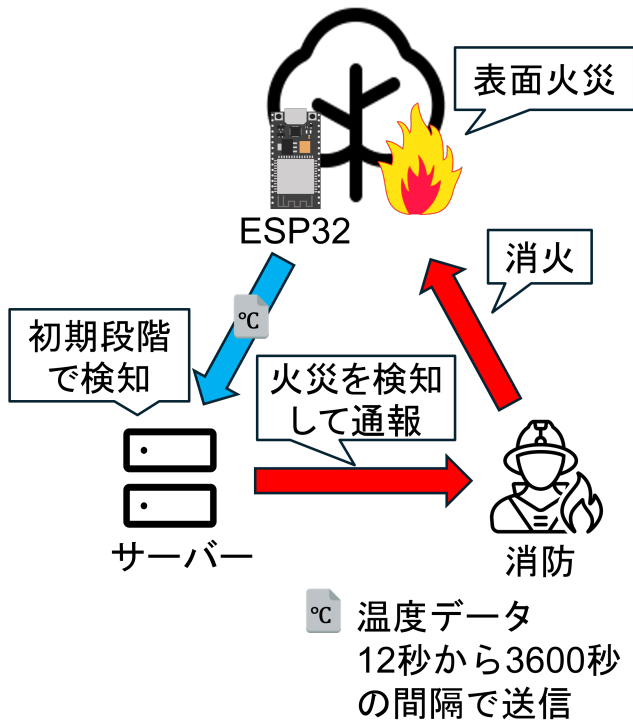 表面火災
ESP32
消火
℃
初期段階
で検知
火災を検知
して通報
サーバー
消防
℃
温度データ
12秒から3600秒
の間隔で送信